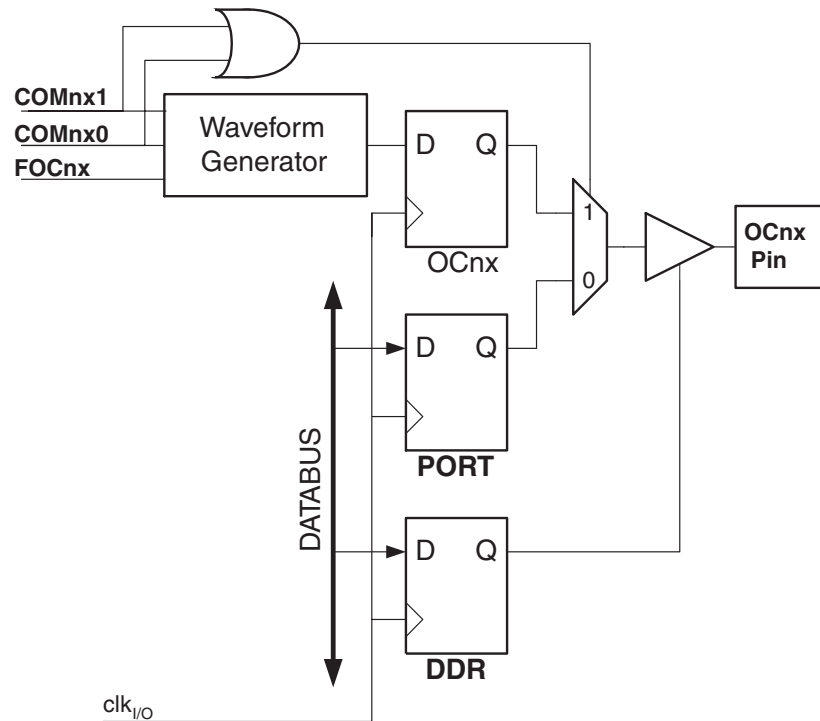 COMnx1
COMnx0
FOCnx
Waveform
Generator
D Q
OCnx
1
0
OCnx
Pin
D Q
PORT
DATABUS
D Q
DDR
clkI/O